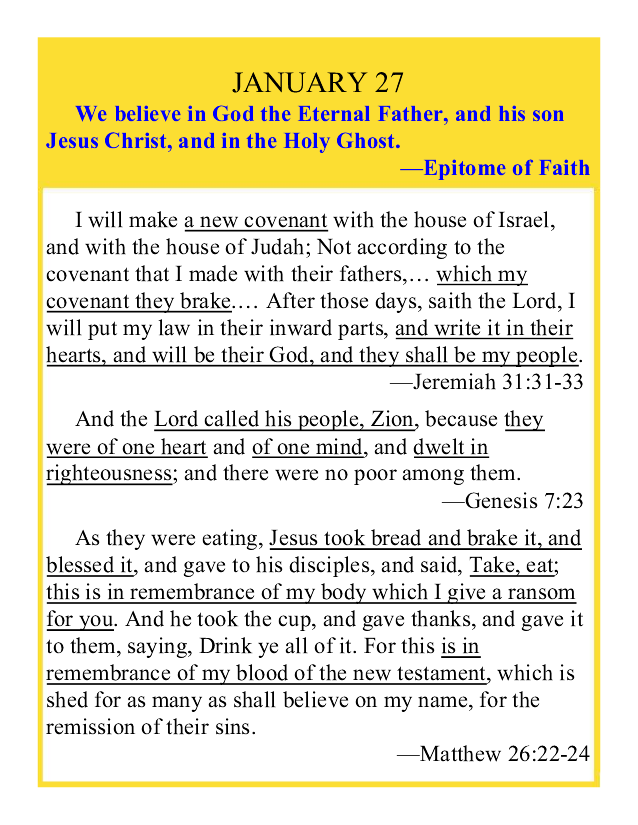 JANUARY 27
We believe in God the Eternal Father, and his son
Jesus Christ, and in the Holy Ghost.
—Epitome of Faith
I will make a new covenant with the house of Israel,
and with the house of Judah; Not according to the
covenant that I made with their fathers,… which my
covenant they brake.… After those days, saith the Lord, I
will put my law in their inward parts, and write it in their
hearts, and will be their God, and they shall be my people.
—Jeremiah 31:31-33
And the Lord called his people, Zion, because they
were of one heart and of one mind, and dwelt in
righteousness; and there were no poor among them.
—Genesis 7:23
As they were eating, Jesus took bread and brake it, and
blessed it, and gave to his disciples, and said, Take, eat;
this is in remembrance of my body which I give a ransom
for you. And he took the cup, and gave thanks, and gave it
to them, saying, Drink ye all of it. For this is in
remembrance of my blood of the new testament, which is
shed for as many as shall believe on my name, for the
remission of their sins.
—Matthew 26:22-24